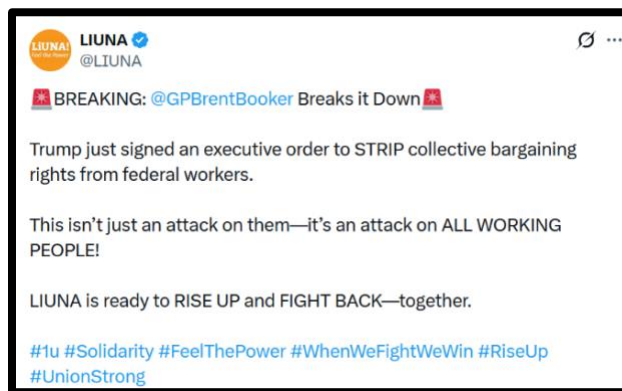 LiUNA!
Feel the Power
LIUNA
@LIUNA
🚨BREAKING: @GPBrentBooker Breaks it Down🚨
Trump just signed an executive order to STRIP collective bargaining
rights from federal workers.
This isn’t just an attack on them—it’s an attack on ALL WORKING
PEOPLE!
LIUNA is ready to RISE UP and FIGHT BACK—together.
#1u #Solidarity #FeelThePower #WhenWeFightWeWin #RiseUp
#UnionStrong